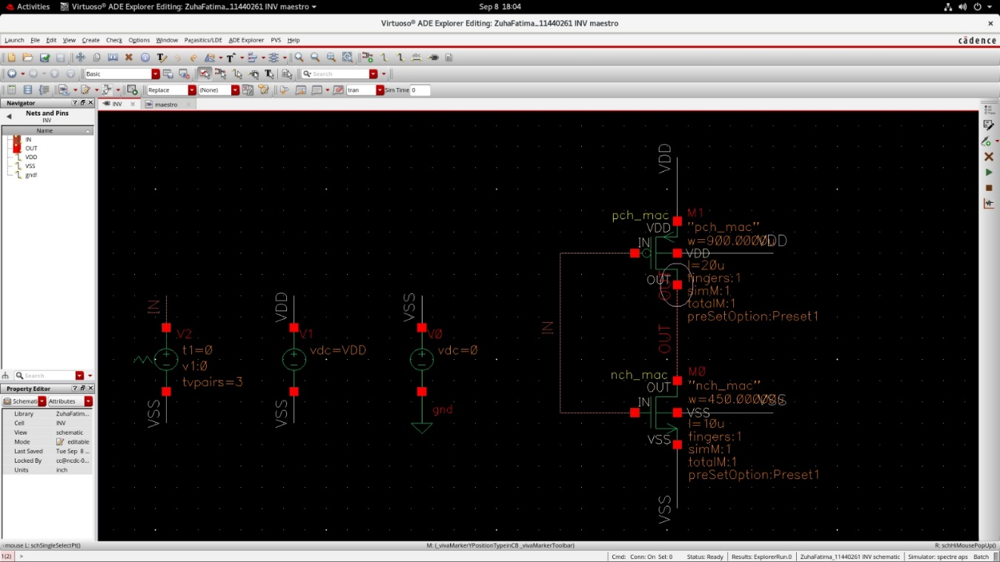 Activities
Virtuoso® ADE Explorer Editing: ZuhaFatima_11440261 INV maestro
Sep 8 18:04
Virtuoso® ADE Explorer Editing: ZuhaFatima_11440261 INV maestro
Launch File Edit View Create Check Options Window Parasitics/LDE ADE Explorer PVS Help
cādence
Basic
Search
Replace
(None)
tran
Sim Time 0
Navigator
INV
maestro
Nets and Pins
INV
Name
IN
OUT
VDD
VSS
gnd!
Search
Property Editor
Schemati
Attributes
Library ZuhaFatim...
Cell INV
View schematic
Mode editable
Last Saved Tue Sep 8 ...
Locked By cc@ncdc-0...
Units inch
IN
V2
t1=0
v1:0
tvpairs=3
VSS
VDD
V1
vdc=VDD
VSS
VSS
V0
vdc=0
gnd
VDD
pch_mac
M1
VDD
"pch_mac"
IN
VDD
VDD
l=20u
OUT
OUT
fingers:1
simM:1
totalM:1
preSetOption:Preset1
IN
OUT
nch_mac
M0
OUT
"nch_mac"
IN
VSS
VSS
l=10u
VSS
fingers:1
simM:1
totalM:1
preSetOption:Preset1
VSS
mouse L: schSingleSelectPt()
M: (_vivaMarkerYPositionTypeinCB _vivaMarkerToolbar)
R: schHiMousePopUp()
1(2) >
Cmd: Conn: On Sel: 0
Status: Ready
Results: ExplorerRun.0
ZuhaFatima_11440261 INV schematic
Simulator: spectre aps
Batch